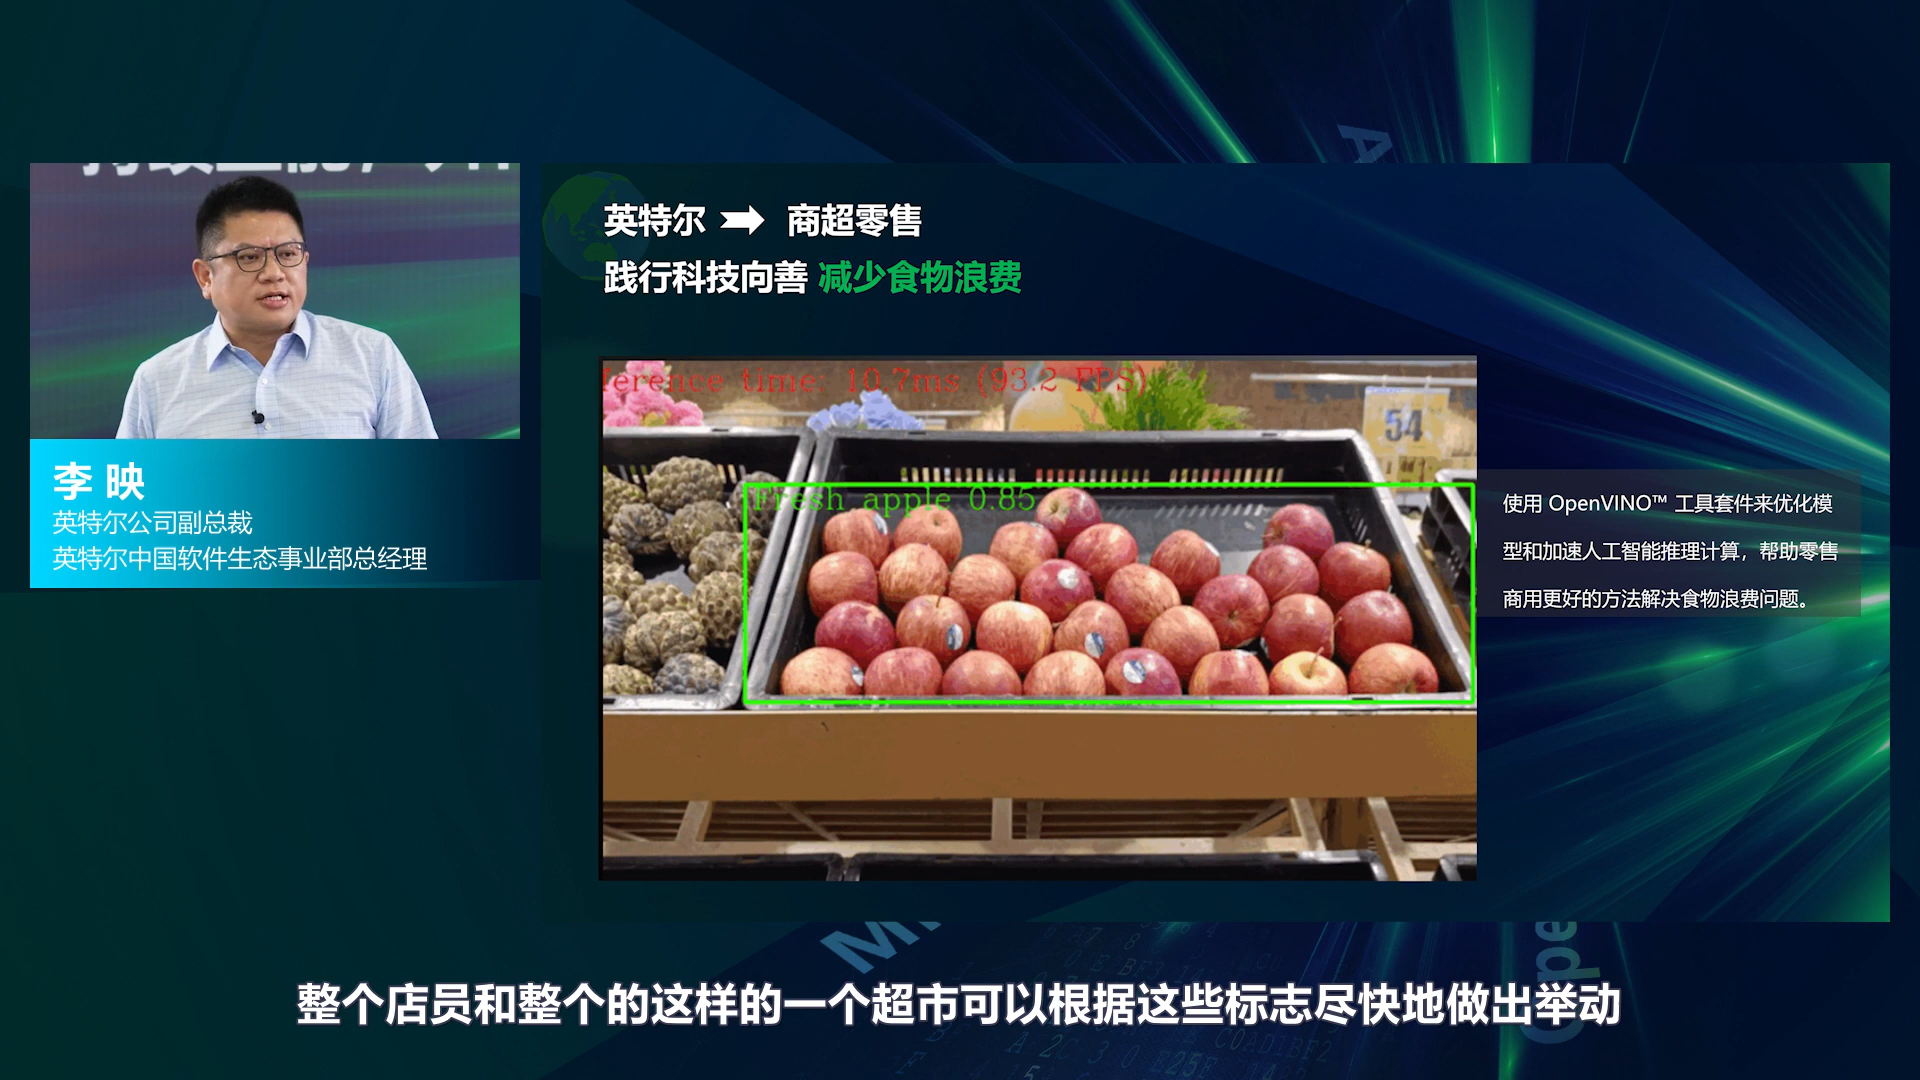 李 映
英特尔公司副总裁
英特尔中国软件生态事业部总经理
英特尔 ➡ 商超零售
践行科技向善 减少食物浪费
ference time: 10.7ms (93.2 FPS)
54
Fresh apple 0.85
使用 OpenVINO™ 工具套件来优化模
型和加速人工智能推理计算，帮助零售
商用更好的方法解决食物浪费问题。
整个店员和整个的这样的一个超市可以根据这些标志尽快地做出举动